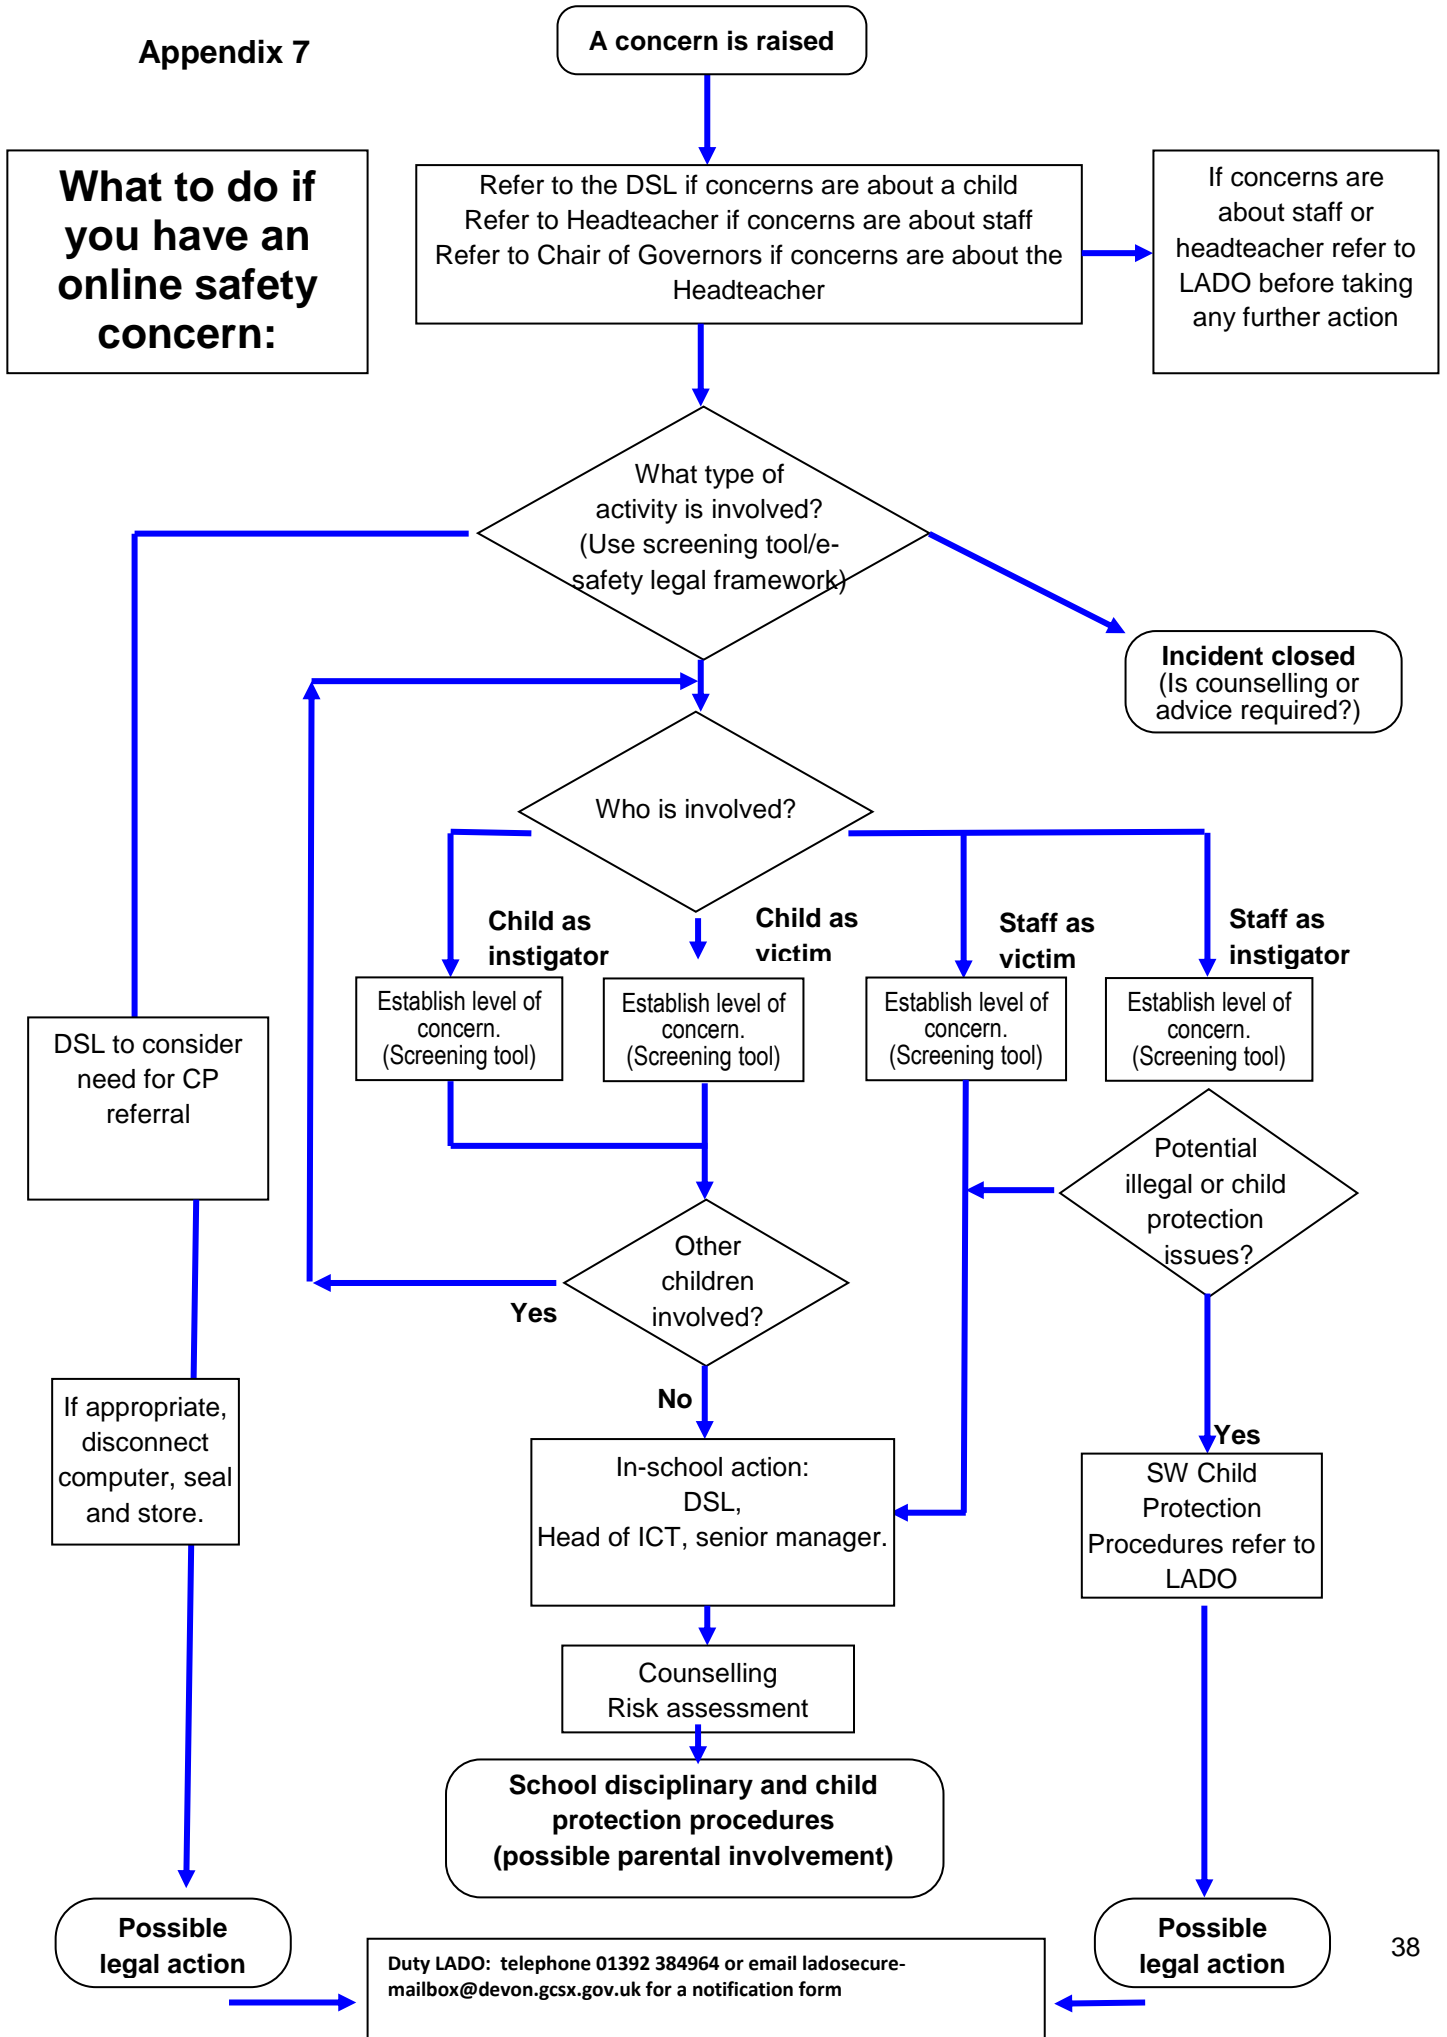 Appendix 7
A concern is raised
What to do if
you have an
online safety
concern:
Refer to the DSL if concerns are about a child
Refer to Headteacher if concerns are about staff
Refer to Chair of Governors if concerns are about the
Headteacher
If concerns are
about staff or
headteacher refer to
LADO before taking
any further action
What type of
activity is involved?
(Use screening tool/e-
safety legal framework)
Incident closed
(Is counselling or
advice required?)
Who is involved?
Child as
instigator
Child as
victim
Staff as
victim
Staff as
instigator
Establish level of
concern.
(Screening tool)
Establish level of
concern.
(Screening tool)
Establish level of
concern.
(Screening tool)
Establish level of
concern.
(Screening tool)
DSL to consider
need for CP
referral
Potential
illegal or child
protection
issues?
Other
children
involved?
Yes
No
If appropriate,
disconnect
computer, seal
and store.
In-school action:
DSL,
Head of ICT, senior manager.
Yes
SW Child
Protection
Procedures refer to
LADO
Counselling
Risk assessment
School disciplinary and child
protection procedures
(possible parental involvement)
Possible
legal action
Possible
legal action
Duty LADO:  telephone 01392 384964 or email ladosecure-
mailbox@devon.gcsx.gov.uk for a notification form
38